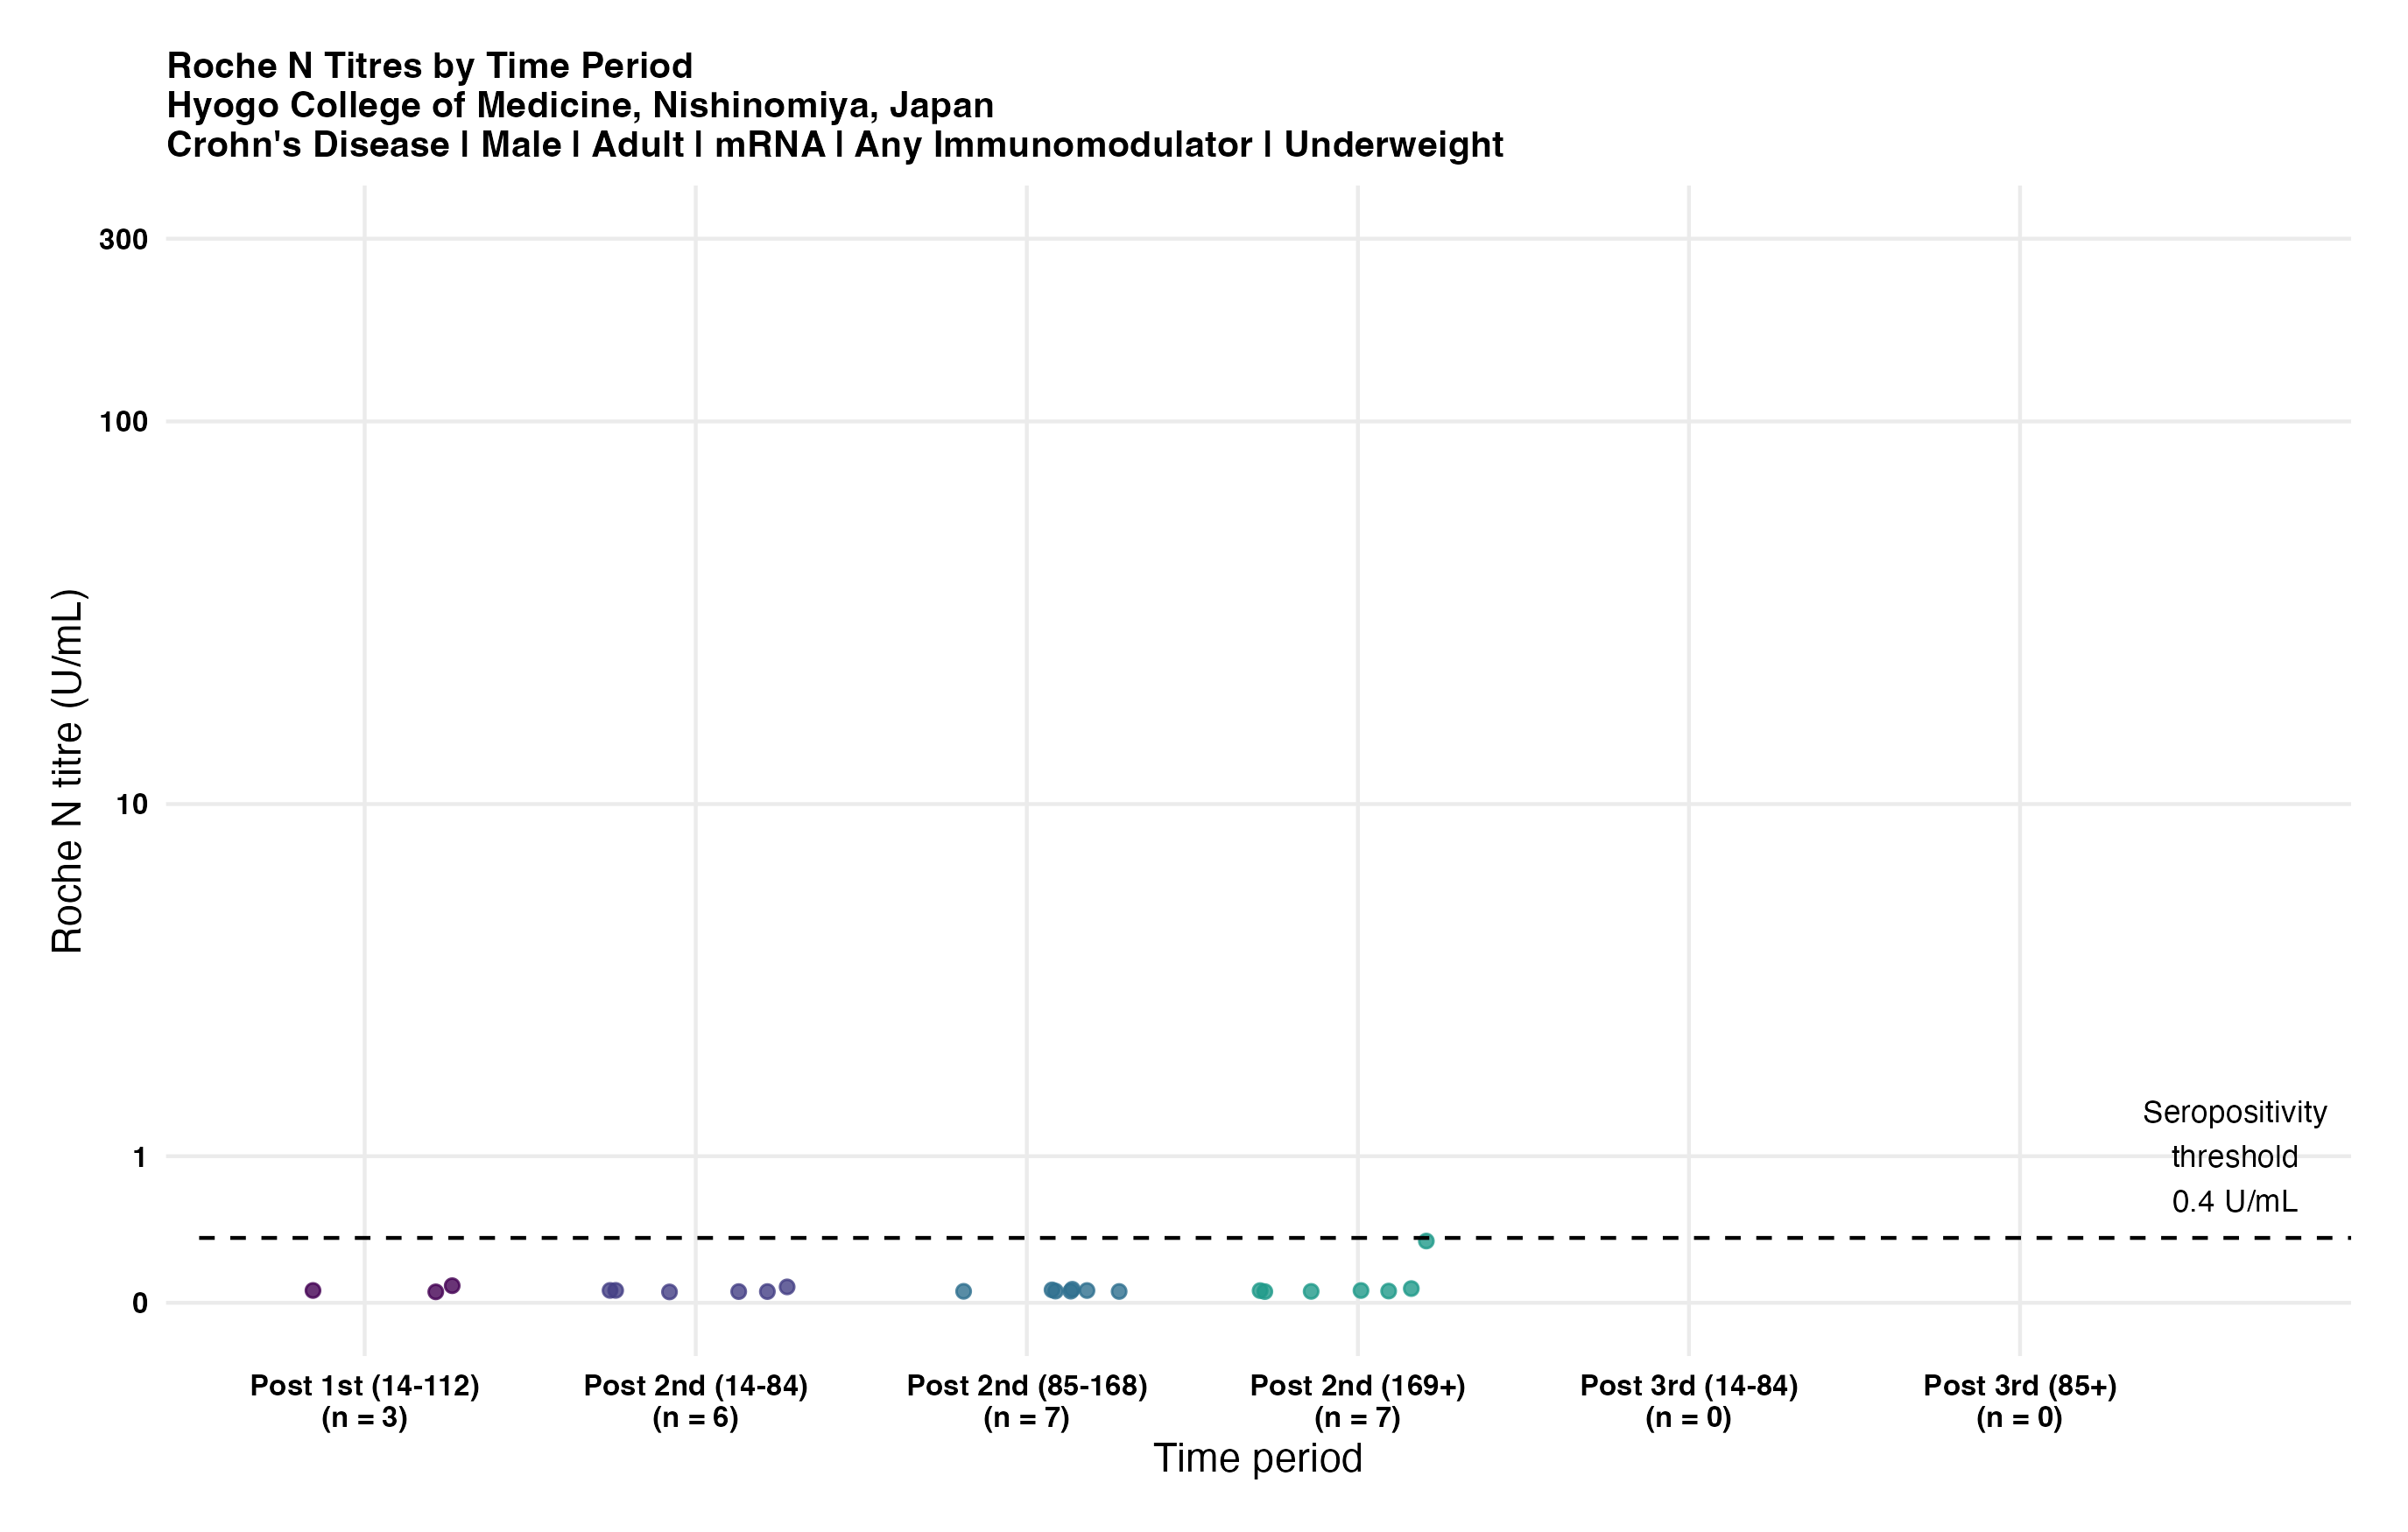 Roche N Titres by Time Period
Hyogo College of Medicine, Nishinomiya, Japan
Crohn's Disease | Male | Adult | mRNA | Any Immunomodulator | Underweight
Roche N titre (U/mL)
300
100
10
1
0
Seropositivity
threshold
0.4 U/mL
Post 1st (14-112)
(n = 3)
Post 2nd (14-84)
(n = 6)
Post 2nd (85-168)
(n = 7)
Post 2nd (169+)
(n = 7)
Post 3rd (14-84)
(n = 0)
Post 3rd (85+)
(n = 0)
Time period